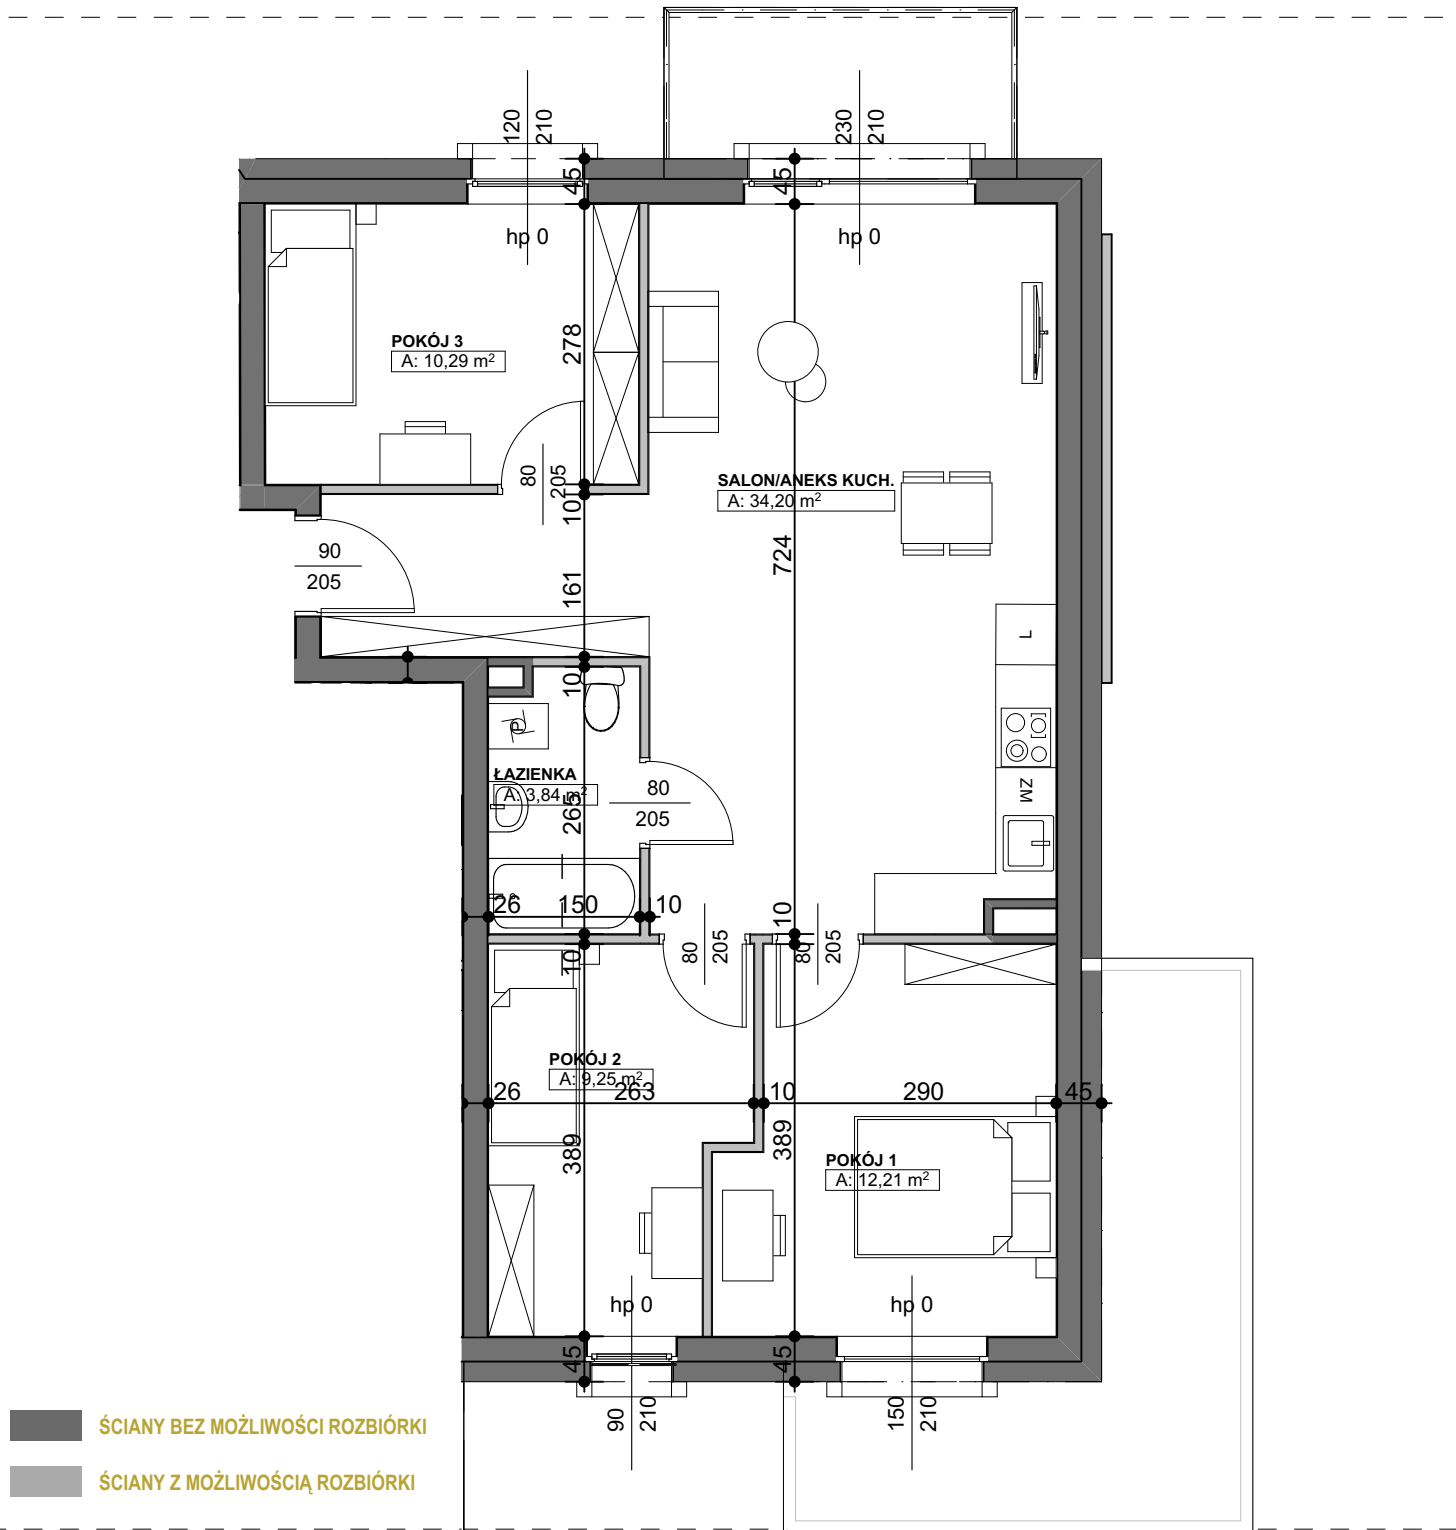 120
210
230
210
45
45
hp 0
hp 0
278
POKÓJ 3
A: 10,29 m²
80
205
SALON/ANEKS KUCH.
A: 34,20 m²
10
724
90
205
161
L
10
P
ŁAZIENKA
A: 3,84 m²
265
80
205
ZM
26
150
10
10
80
205
80
205
10
POKÓJ 2
A: 9,25 m²
26
263
10
290
45
389
389
POKÓJ 1
A: 12,21 m²
hp 0
hp 0
45
45
90
210
150
210
ŚCIANY BEZ MOŻLIWOŚCI ROZBIÓRKI
ŚCIANY Z MOŻLIWOŚCIĄ ROZBIÓRKI